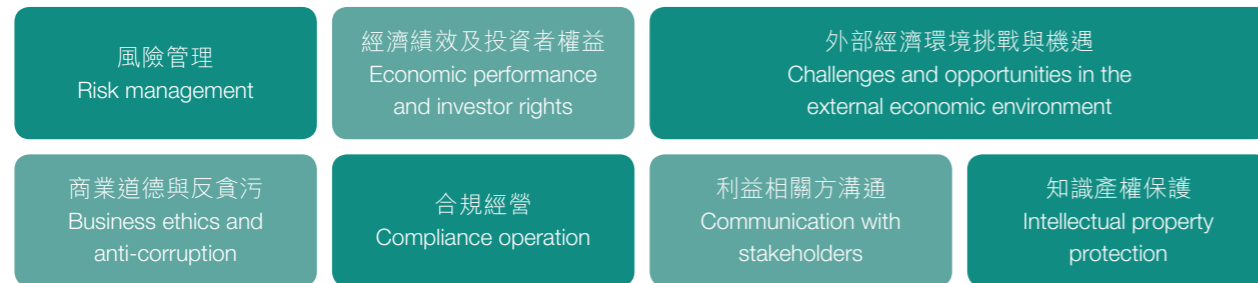 風險管理
Risk management
經濟績效及投資者權益
Economic performance
and investor rights
外部經濟環境挑戰與機遇
Challenges and opportunities in the
external economic environment
商業道德與反貪污
Business ethics and
anti-corruption
合規經營
Compliance operation
利益相關方溝通
Communication with
stakeholders
知識產權保護
Intellectual property
protection